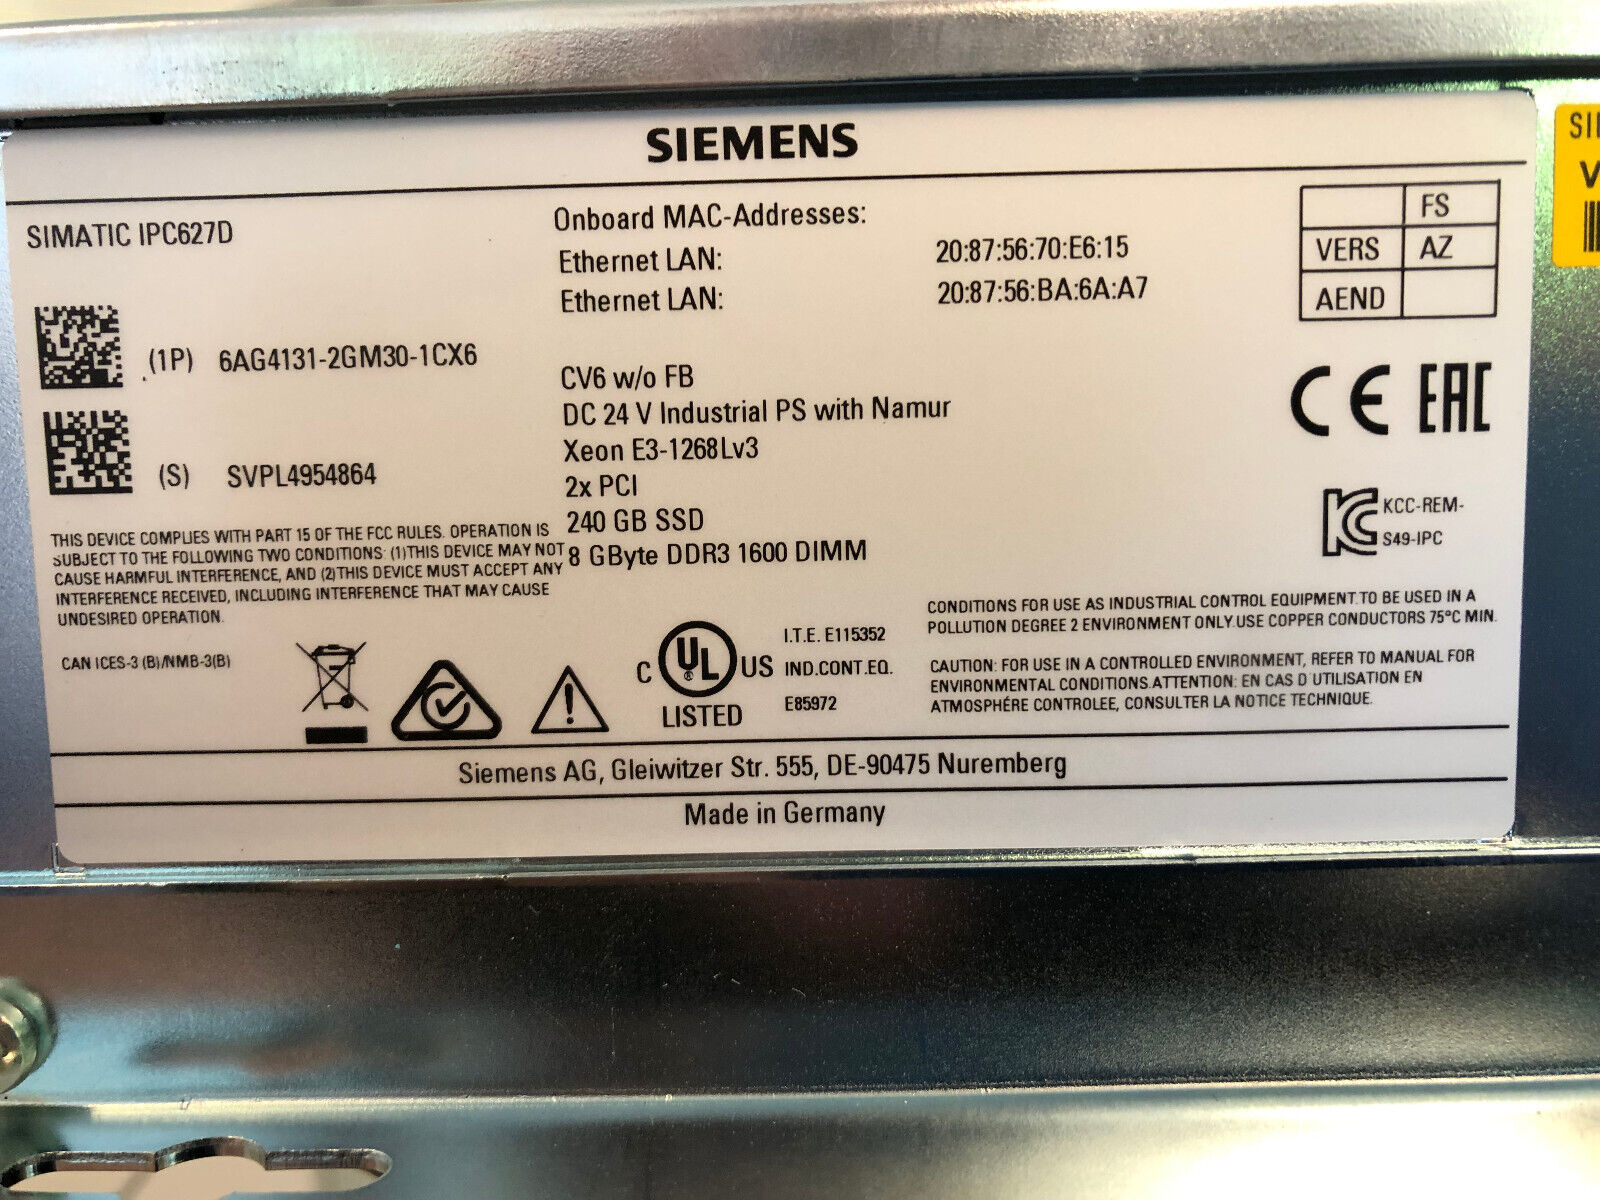 SIEMENS
SIMATIC IPC627D
Onboard MAC-Addresses:
Ethernet LAN: 20:87:56:70:E6:15
Ethernet LAN: 20:87:56:BA:6A:A7
FS
VERS AZ
AEND
(1P) 6AG4131-2GM30-1CX6
(S) SVPL4954864
CV6 w/o FB
DC 24 V Industrial PS with Namur
Xeon E3-1268Lv3
2x PCI
240 GB SSD
8 GByte DDR3 1600 DIMM
CE EAC
KCC-REM-
S49-IPC
THIS DEVICE COMPLIES WITH PART 15 OF THE FCC RULES. OPERATION IS
SUBJECT TO THE FOLLOWING TWO CONDITIONS: (1)THIS DEVICE MAY NOT
CAUSE HARMFUL INTERFERENCE, AND (2)THIS DEVICE MUST ACCEPT ANY
INTERFERENCE RECEIVED, INCLUDING INTERFERENCE THAT MAY CAUSE
UNDESIRED OPERATION.
CAN ICES-3 (B)/NMB-3(B)
C UL ® US
LISTED
I.T.E. E115352
IND.CONT.EQ.
E85972
CONDITIONS FOR USE AS INDUSTRIAL CONTROL EQUIPMENT.TO BE USED IN A
POLLUTION DEGREE 2 ENVIRONMENT ONLY.USE COPPER CONDUCTORS 75°C MIN.
CAUTION: FOR USE IN A CONTROLLED ENVIRONMENT, REFER TO MANUAL FOR
ENVIRONMENTAL CONDITIONS.ATTENTION: EN CAS D UTILISATION EN
ATMOSPHÉRE CONTROLEE, CONSULTER LA NOTICE TECHNIQUE.
Siemens AG, Gleiwitzer Str. 555, DE-90475 Nuremberg
Made in Germany